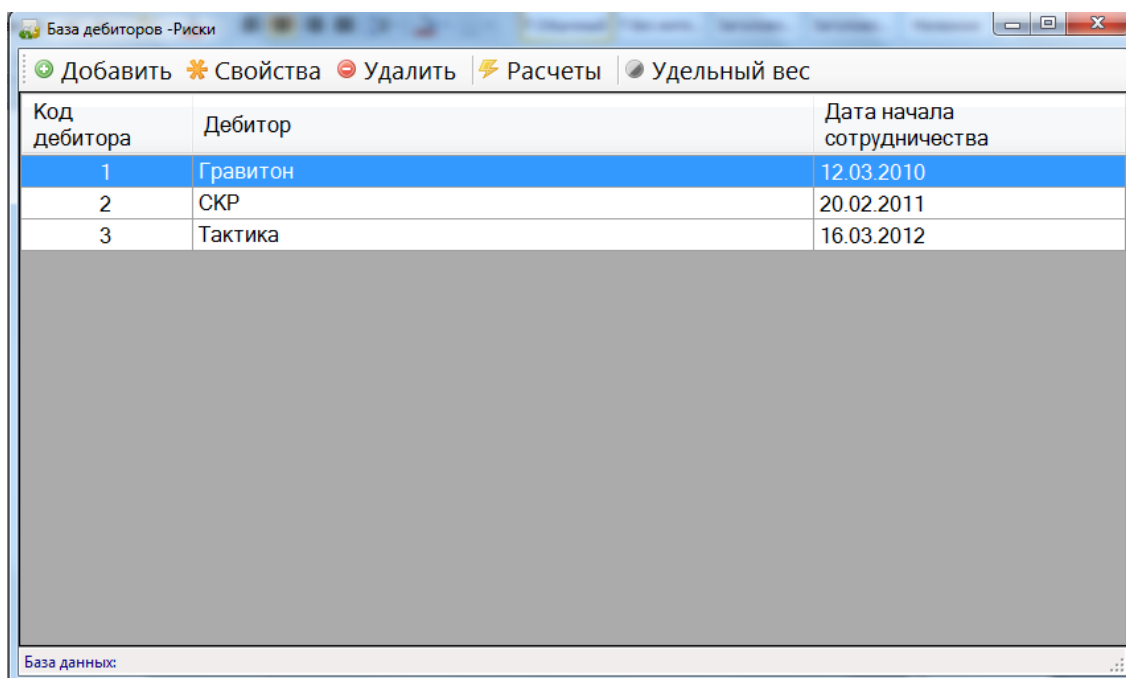 База дебиторов -Риски
Добавить Свойства Удалить Расчеты Удельный вес
Код дебитора Дебитор Дата начала сотрудничества
1 Гравитон 12.03.2010
2 СКР 20.02.2011
3 Тактика 16.03.2012
База данных: